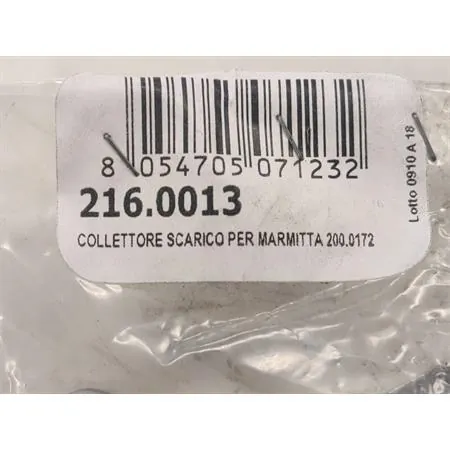 8 054705 071232
216.0013
COLLETTORE SCARICO PER MARMITTA 200.0172
Lotto 0910 A 18